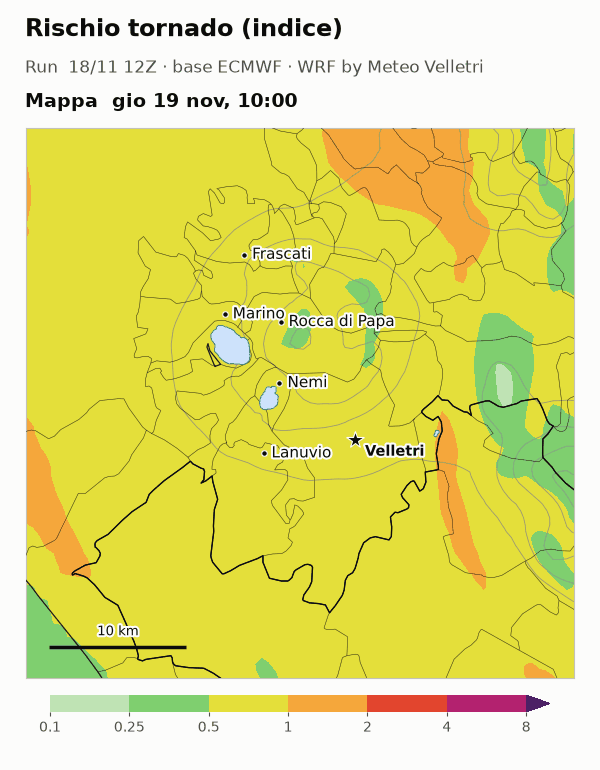 Rischio tornado (indice)
Run  18/11 12Z · base ECMWF · WRF by Meteo Velletri
Mappa  gio 19 nov, 10:00
Frascati
Marino
Rocca di Papa
Nemi
Velletri
Lanuvio
10 km
0.1 0.25 0.5 1 2 4 8